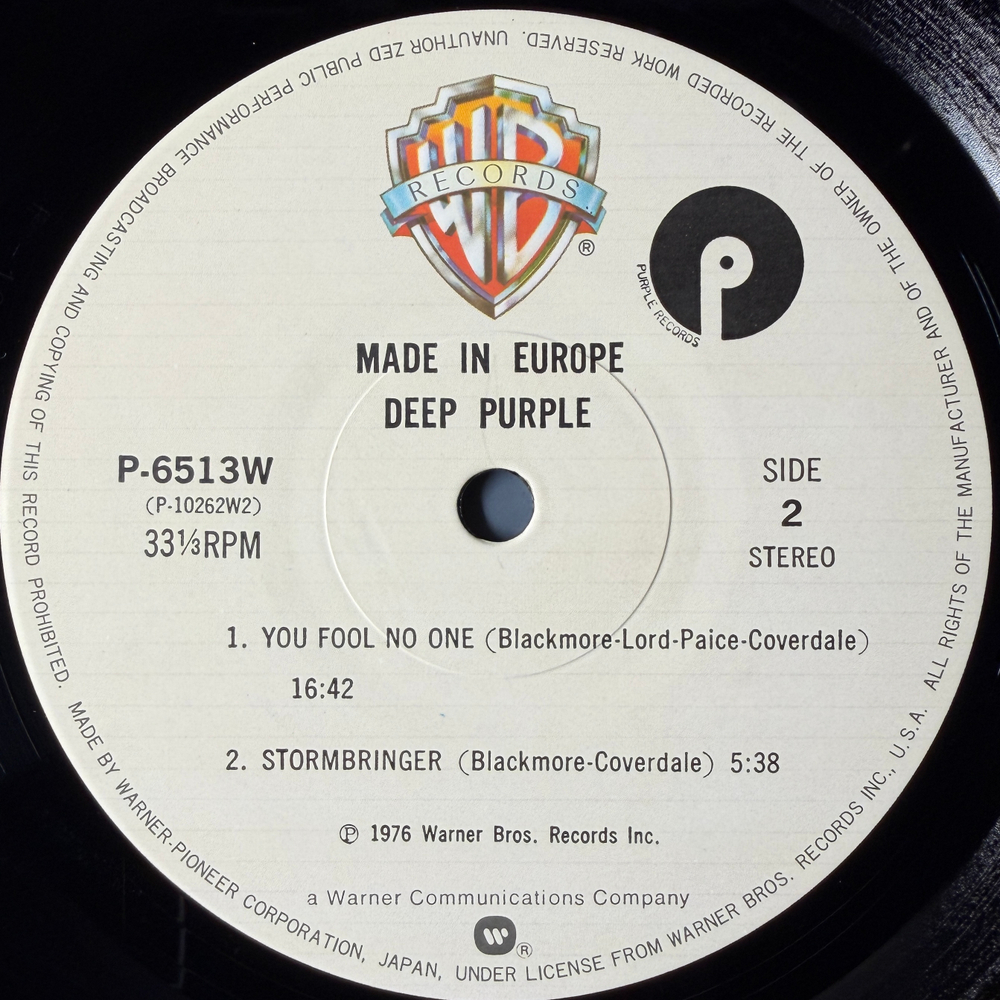 WB
RECORDS
®
P
PURPLE RECORDS
MADE IN EUROPE
DEEP PURPLE
P-6513W
(P-10262W2)
33⅓RPM
SIDE
2
STEREO
1. YOU FOOL NO ONE (Blackmore-Lord-Paice-Coverdale)
16:42
2. STORMBRINGER (Blackmore-Coverdale) 5:38
Ⓟ 1976 Warner Bros. Records Inc.
a Warner Communications Company
W ®
MADE BY WARNER-PIONEER CORPORATION, JAPAN, UNDER LICENSE FROM WARNER BROS. RECORDS INC., U.S.A. ALL RIGHTS OF THE MANUFACTURER AND OF THE OWNER OF THE RECORDED WORK RESERVED. UNAUTHOR ZED PUBLIC PERFORMANCE BROADCASTING AND COPYING OF THIS RECORD PROHIBITED.